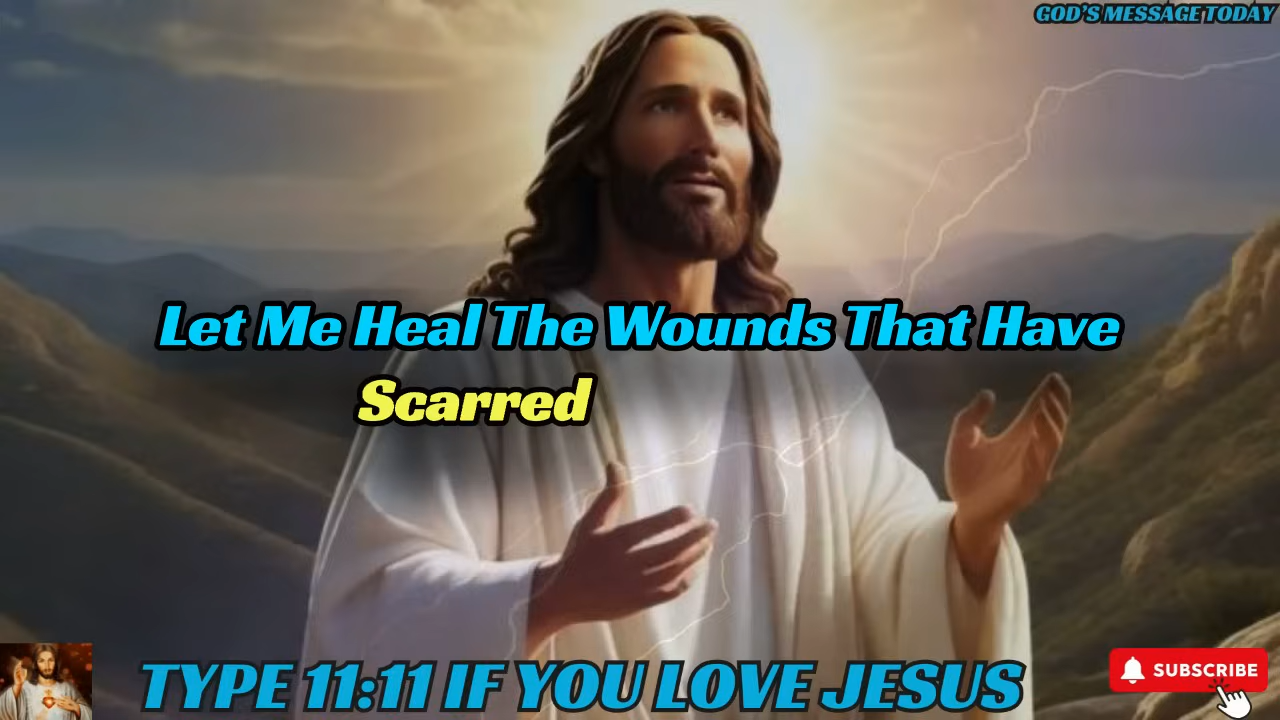 GOD'S MESSAGE TODAY
Let Me Heal The Wounds That Have
Scarred
TYPE 11:11 IF YOU LOVE JESUS
SUBSCRIBE